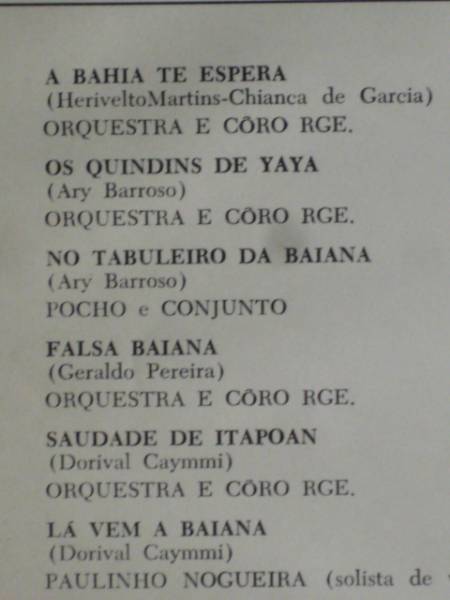 A BAHIA TE ESPERA
(HeriveltoMartins-Chianca de Garcia)
ORQUESTRA E CÔRO RGE.
OS QUINDINS DE YAYA
(Ary Barroso)
ORQUESTRA E CÔRO RGE.
NO TABULEIRO DA BAIANA
(Ary Barroso)
POCHO e CONJUNTO
FALSA BAIANA
(Geraldo Pereira)
ORQUESTRA E CÔRO RGE.
SAUDADE DE ITAPOAN
(Dorival Caymmi)
ORQUESTRA E CÔRO RGE.
LÁ VEM A BAIANA
(Dorival Caymmi)
PAULINHO NOGUEIRA (solista de